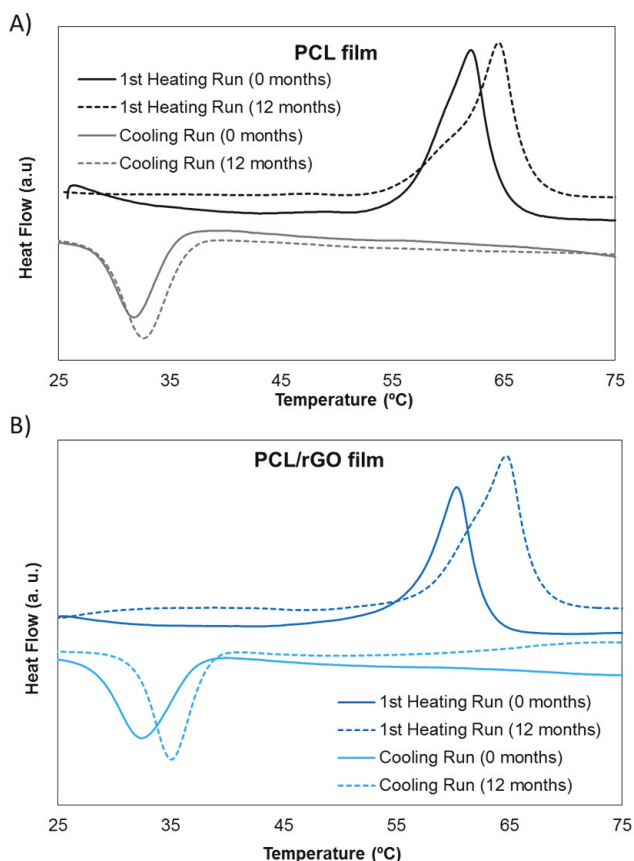 A)
PCL film
1st Heating Run (0 months)
1st Heating Run (12 months)
Cooling Run (0 months)
Cooling Run (12 months)
Heat Flow (a.u)
25 35 45 55 65 75
Temperature (ºC)
B)
PCL/rGO film
Heat Flow (a. u.)
1st Heating Run (0 months)
1st Heating Run (12 months)
Cooling Run (0 months)
Cooling Run (12 months)
25 35 45 55 65 75
Temperature (ºC)